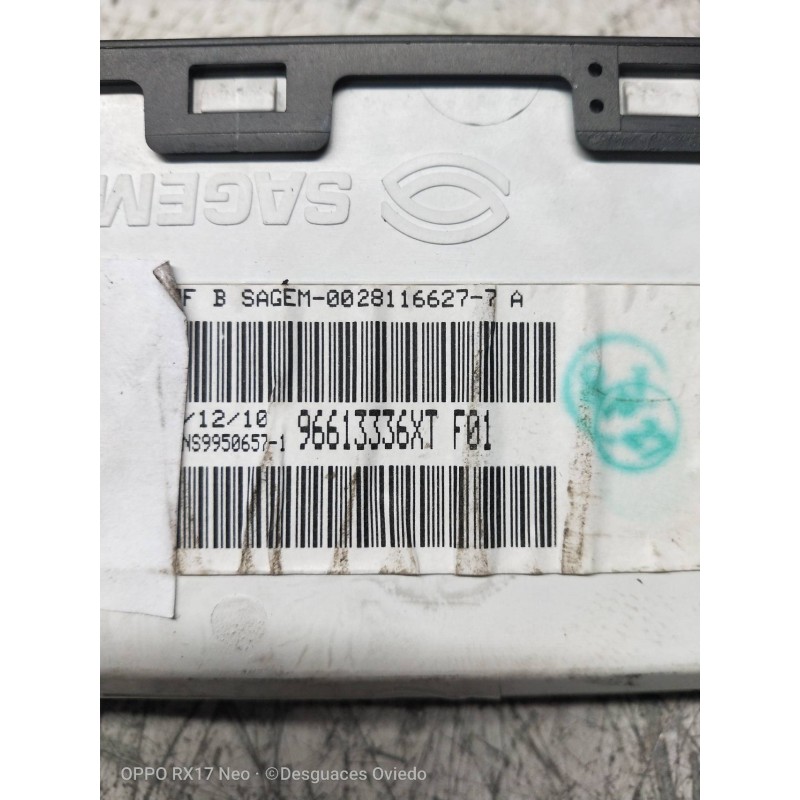 SAGEM
F B SAGEM-0028116627-7 A
/12/10
NS9950657-1 96613336XT F01
OPPO RX17 Neo · ©Desguaces Oviedo